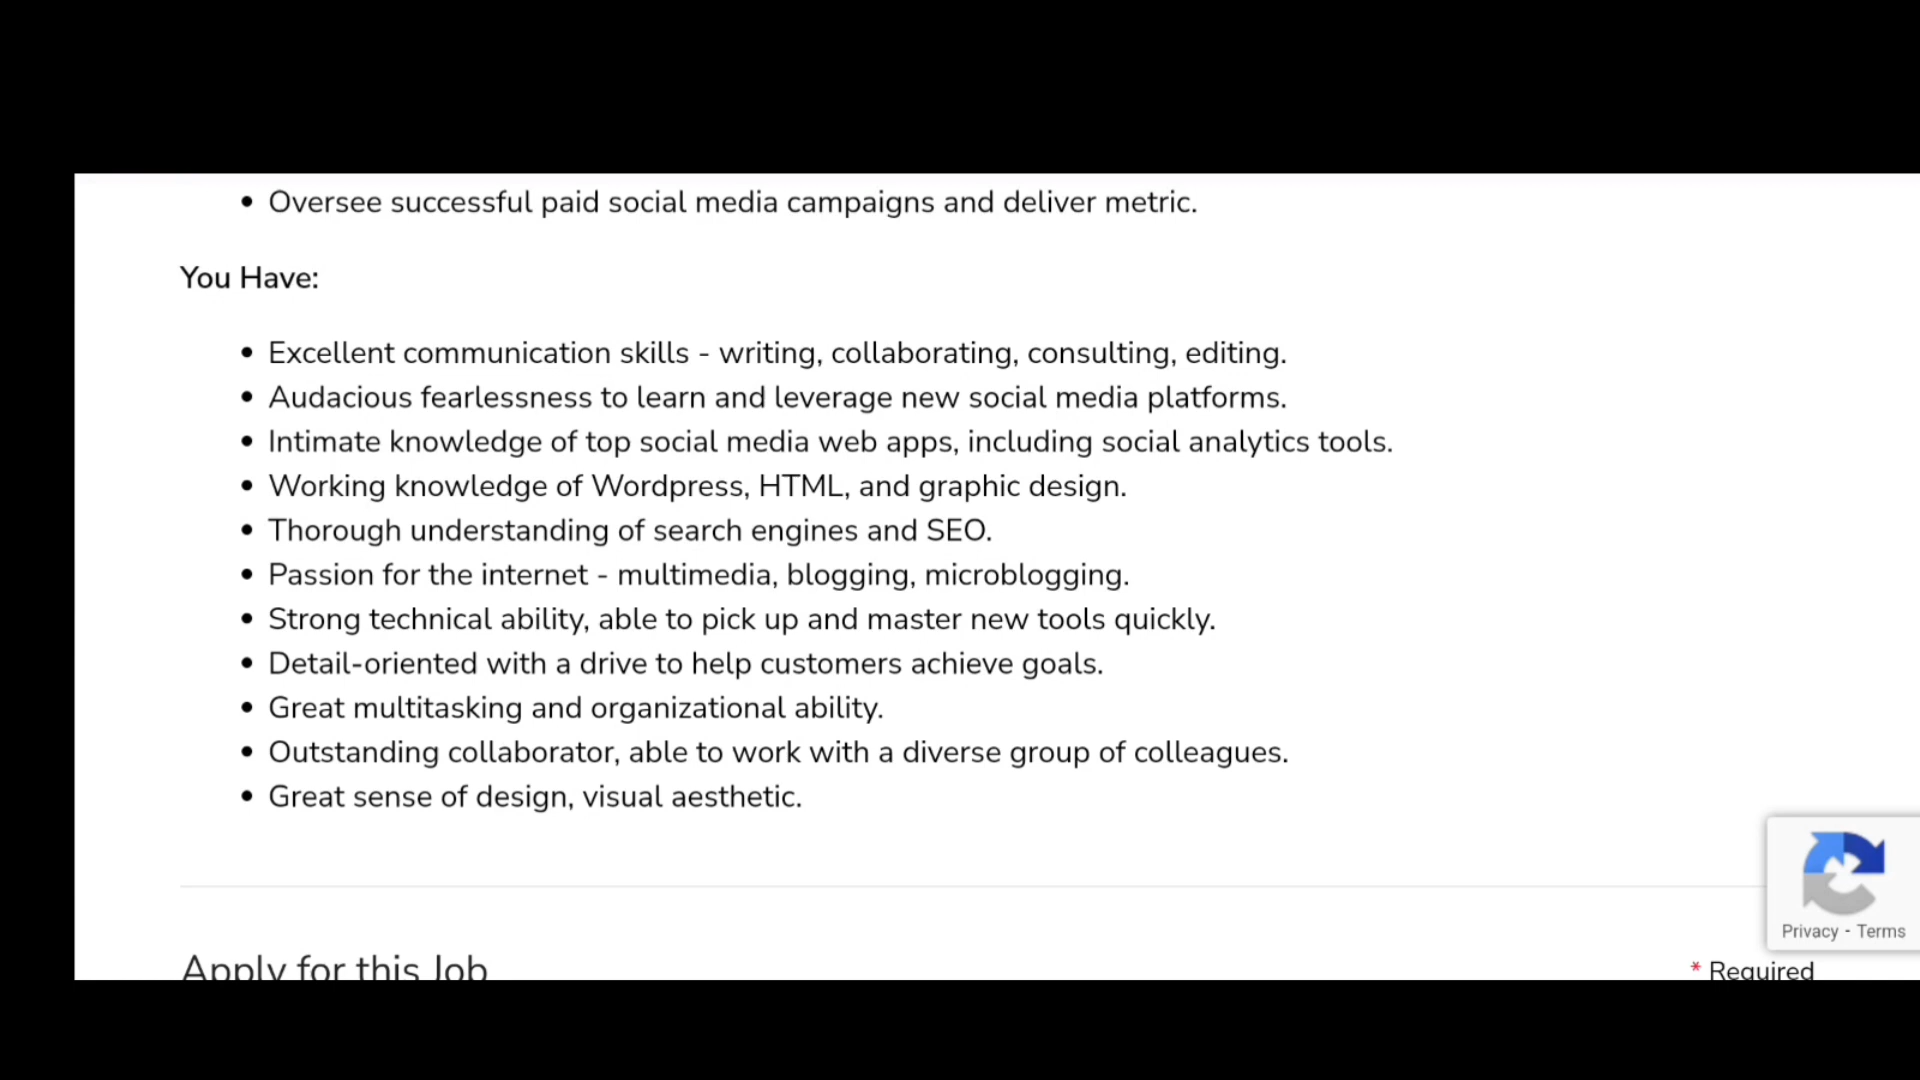 • Oversee successful paid social media campaigns and deliver metric.
You Have:
• Excellent communication skills - writing, collaborating, consulting, editing.
• Audacious fearlessness to learn and leverage new social media platforms.
• Intimate knowledge of top social media web apps, including social analytics tools.
• Working knowledge of Wordpress, HTML, and graphic design.
• Thorough understanding of search engines and SEO.
• Passion for the internet - multimedia, blogging, microblogging.
• Strong technical ability, able to pick up and master new tools quickly.
• Detail-oriented with a drive to help customers achieve goals.
• Great multitasking and organizational ability.
• Outstanding collaborator, able to work with a diverse group of colleagues.
• Great sense of design, visual aesthetic.
Privacy - Terms
Apply for this Job
* Required